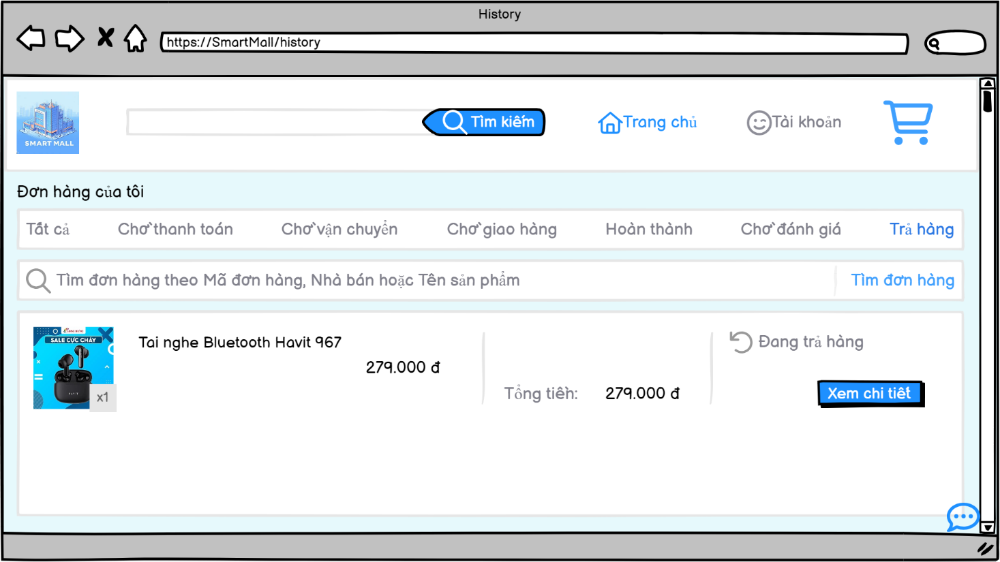 History
https://SmartMall/history
SMART MALL
Tìm kiếm
Trang chủ
Tài khoản
Đơn hàng của tôi
Tất cả
Chờ thanh toán
Chờ vận chuyển
Chờ giao hàng
Hoàn thành
Chờ đánh giá
Trả hàng
Tìm đơn hàng theo Mã đơn hàng, Nhà bán hoặc Tên sản phẩm
Tìm đơn hàng
SALE CỰC CHÁY
HAVIT
x1
Tai nghe Bluetooth Havit 967
279.000 đ
Tổng tiền:
279.000 đ
Đang trả hàng
Xem chi tiết